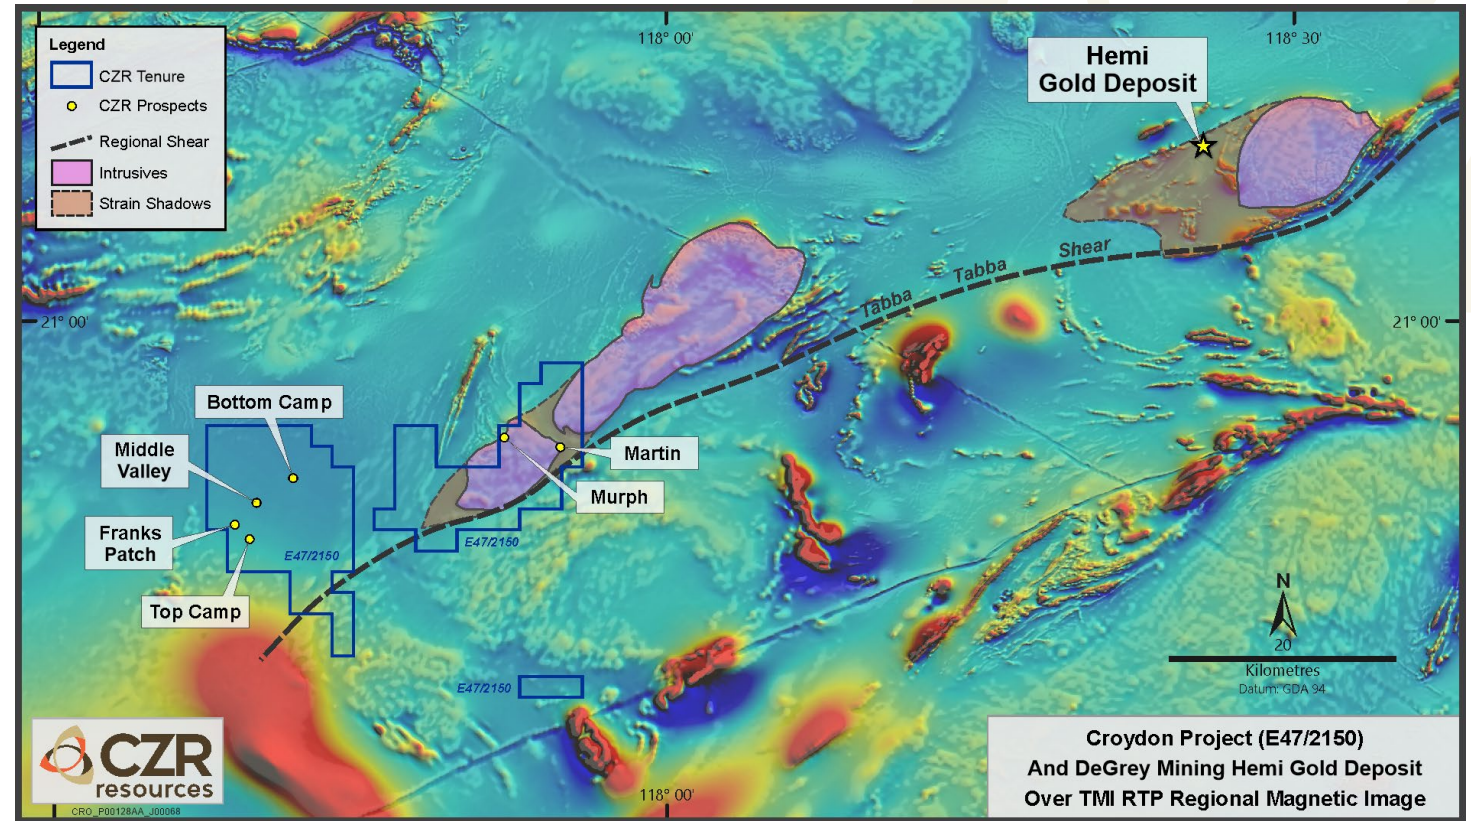 Legend
CZR Tenure
CZR Prospects
Regional Shear
Intrusives
Strain Shadows
118° 00'
118° 30'
Hemi
Gold Deposit
Tabba
Tabba
Shear
21° 00'
21° 00'
Bottom Camp
Middle
Valley
Franks
Patch
Top Camp
Martin
Murph
E47/2150
E47/2150
E47/2150
N
20
Kilometres
Datum: GDA 94
CZR
resources
CRO_P00128AA_J00068
118° 00'
Croydon Project (E47/2150)
And DeGrey Mining Hemi Gold Deposit
Over TMI RTP Regional Magnetic Image